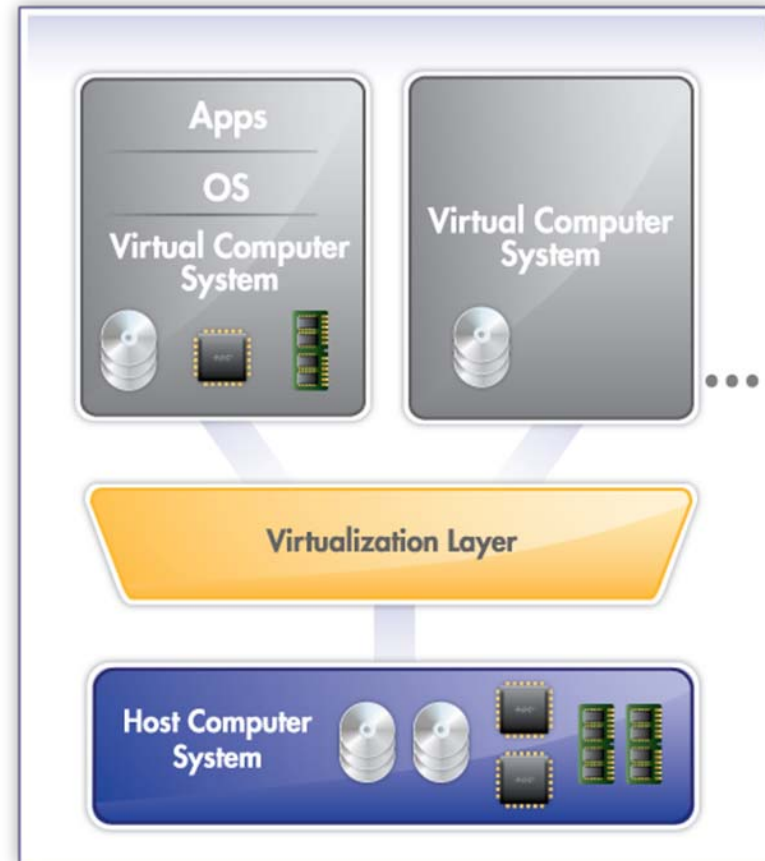 Apps
OS
Virtual Computer
System
Virtual Computer
System
...
Virtualization Layer
Host Computer
System